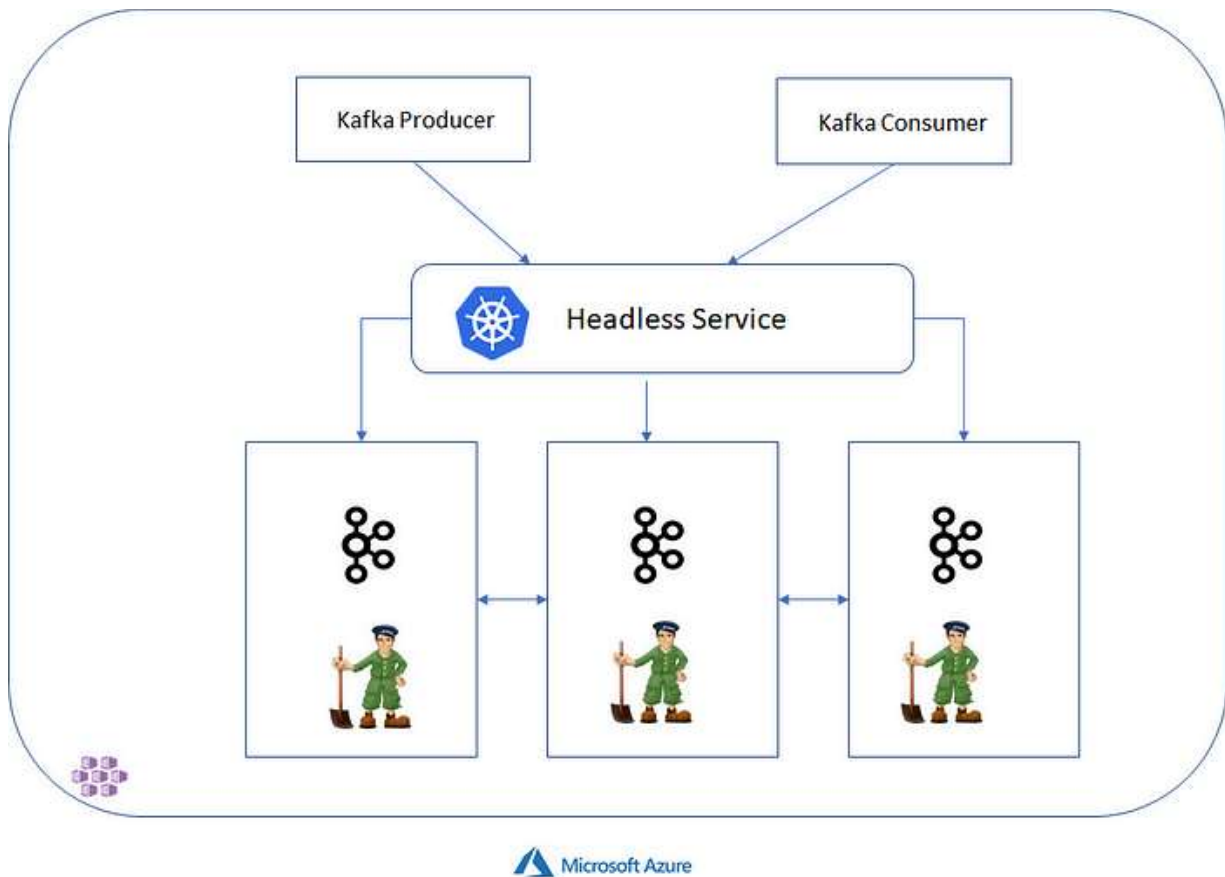 Kafka Producer
Kafka Consumer
Headless Service
Microsoft Azure